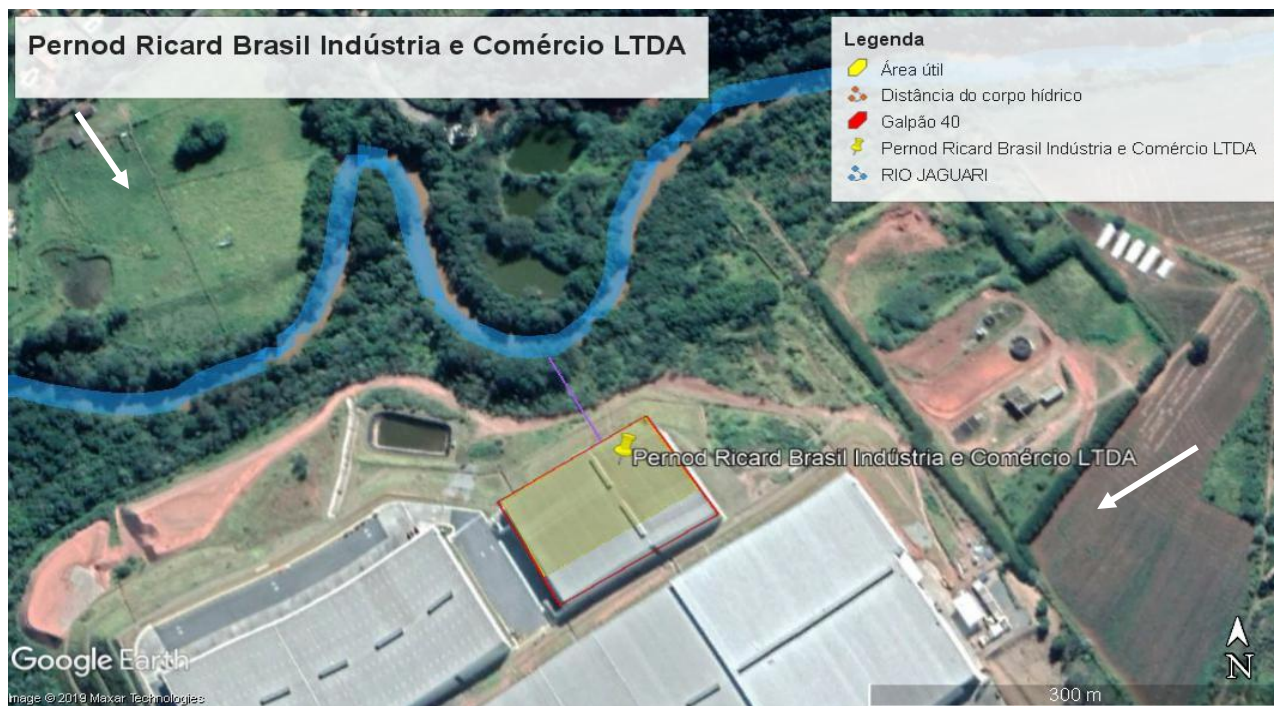 Pernod Ricard Brasil Indústria e Comércio LTDA
Legenda
Área útil
Distância do corpo hídrico
Galpão 40
Pernod Ricard Brasil Indústria e Comércio LTDA
RIO JAGUARI
Pernod Ricard Brasil Indústria e Comércio LTDA
Google Earth
Image © 2019 Maxar Technologies
300 m
N